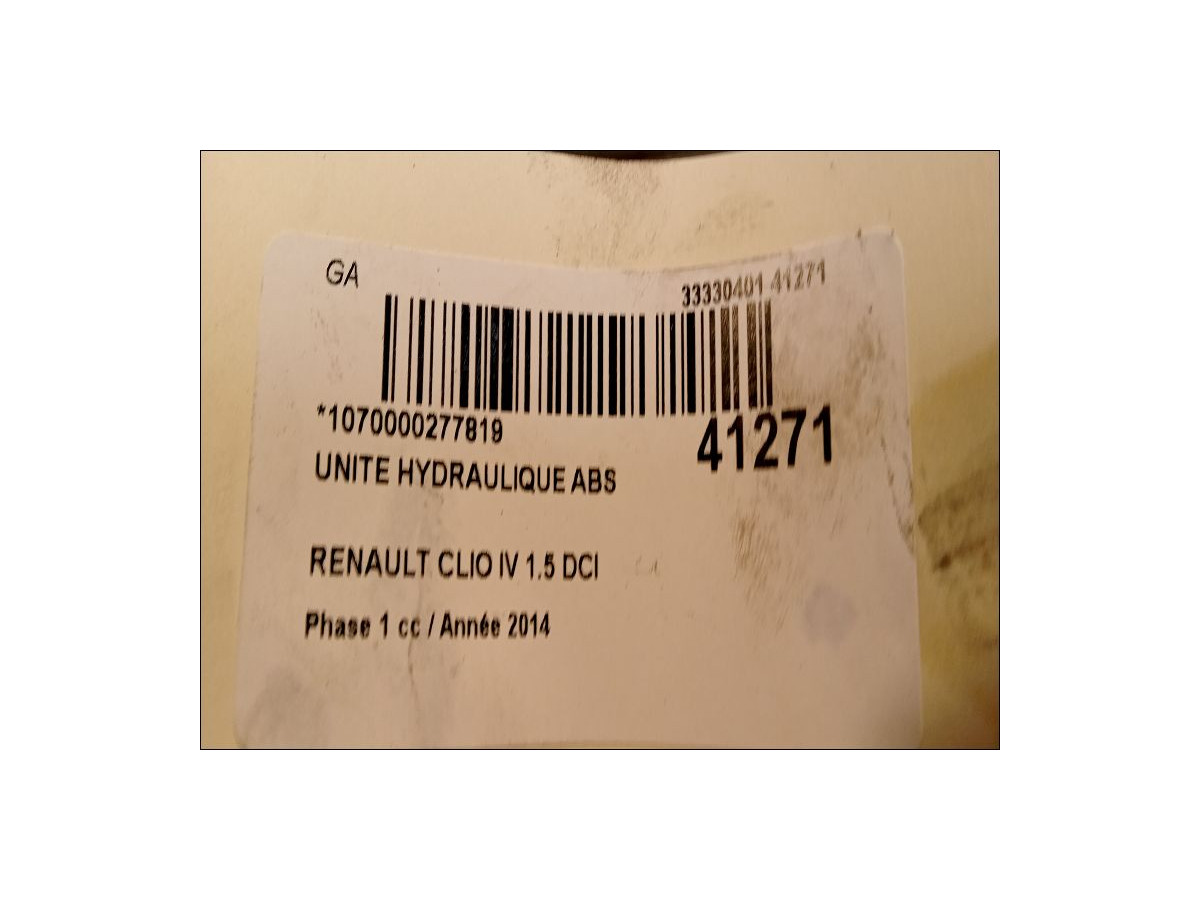 GA
33330401 41271
*1070000277819
41271
UNITE HYDRAULIQUE ABS
RENAULT CLIO IV 1.5 DCI
Phase 1 cc / Année 2014